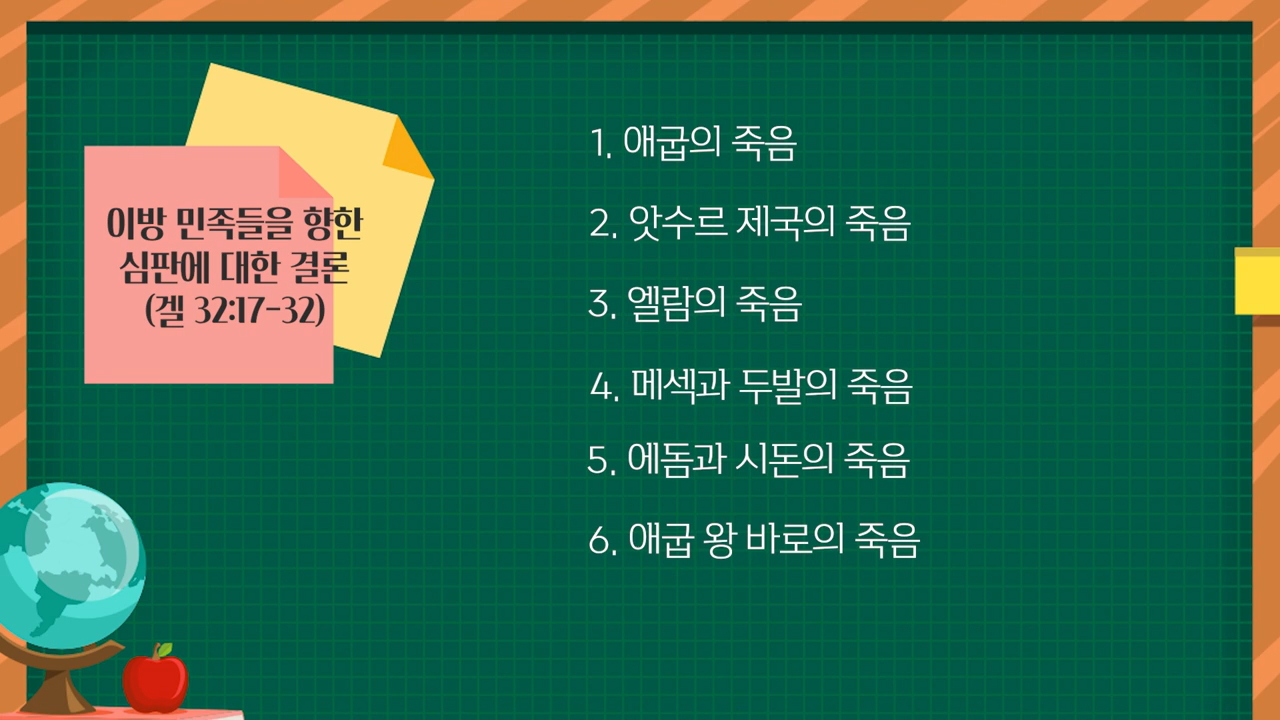 이방 민족들을 향한
심판에 대한 결론
(겔 32:17-32)
1. 애굽의 죽음
2. 앗수르 제국의 죽음
3. 엘람의 죽음
4. 메섹과 두발의 죽음
5. 에돔과 시돈의 죽음
6. 애굽 왕 바로의 죽음